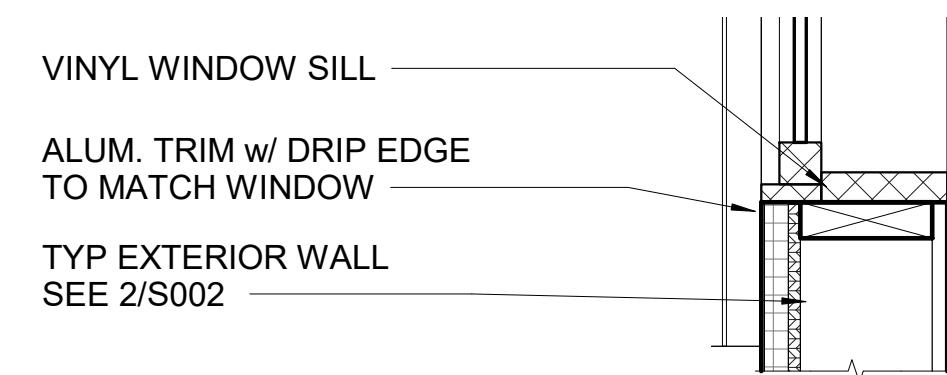 VINYL WINDOW SILL
ALUM. TRIM w/ DRIP EDGE
TO MATCH WINDOW
TYP EXTERIOR WALL
SEE 2/S002